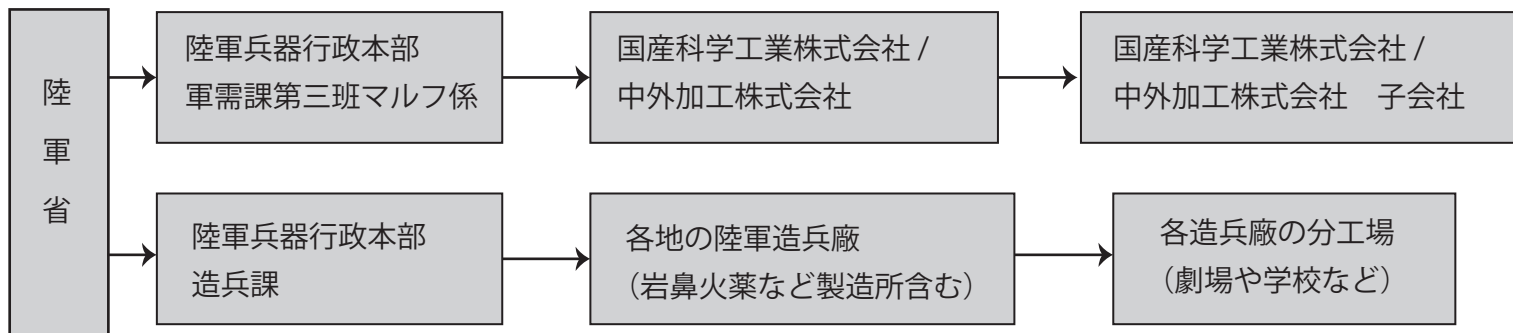 陸軍省
陸軍兵器行政本部
軍需課第三班マルフ係
国産科学工業株式会社 /
中外加工株式会社
国産科学工業株式会社 /
中外加工株式会社　子会社
陸軍兵器行政本部
造兵課
各地の陸軍造兵廠
（岩鼻火薬など製造所含む）
各造兵廠の分工場
（劇場や学校など）